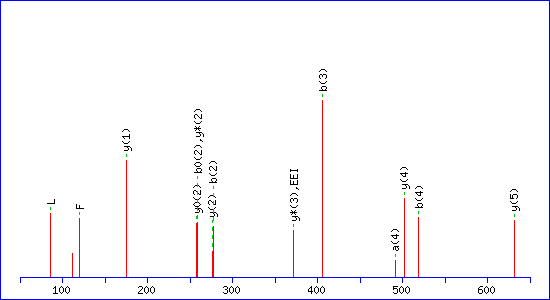 L
F
y(1)
y0(2)-b0(2),y*(2)
y(2)-b(2)
y*(3),EEI
b(3)
a(4)
y(4)
b(4)
y(5)
100 200 300 400 500 600